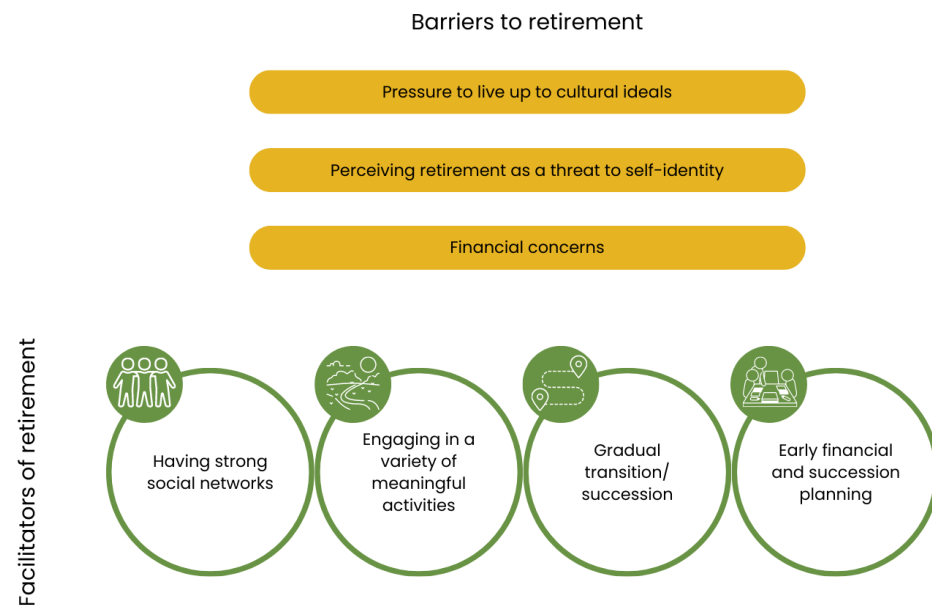 Barriers to retirement
Pressure to live up to cultural ideals
Perceiving retirement as a threat to self-identity
Financial concerns
Facilitators of retirement
Having strong
social networks
Engaging in a
variety of
meaningful
activities
Gradual
transition/
succession
Early financial
and succession
planning